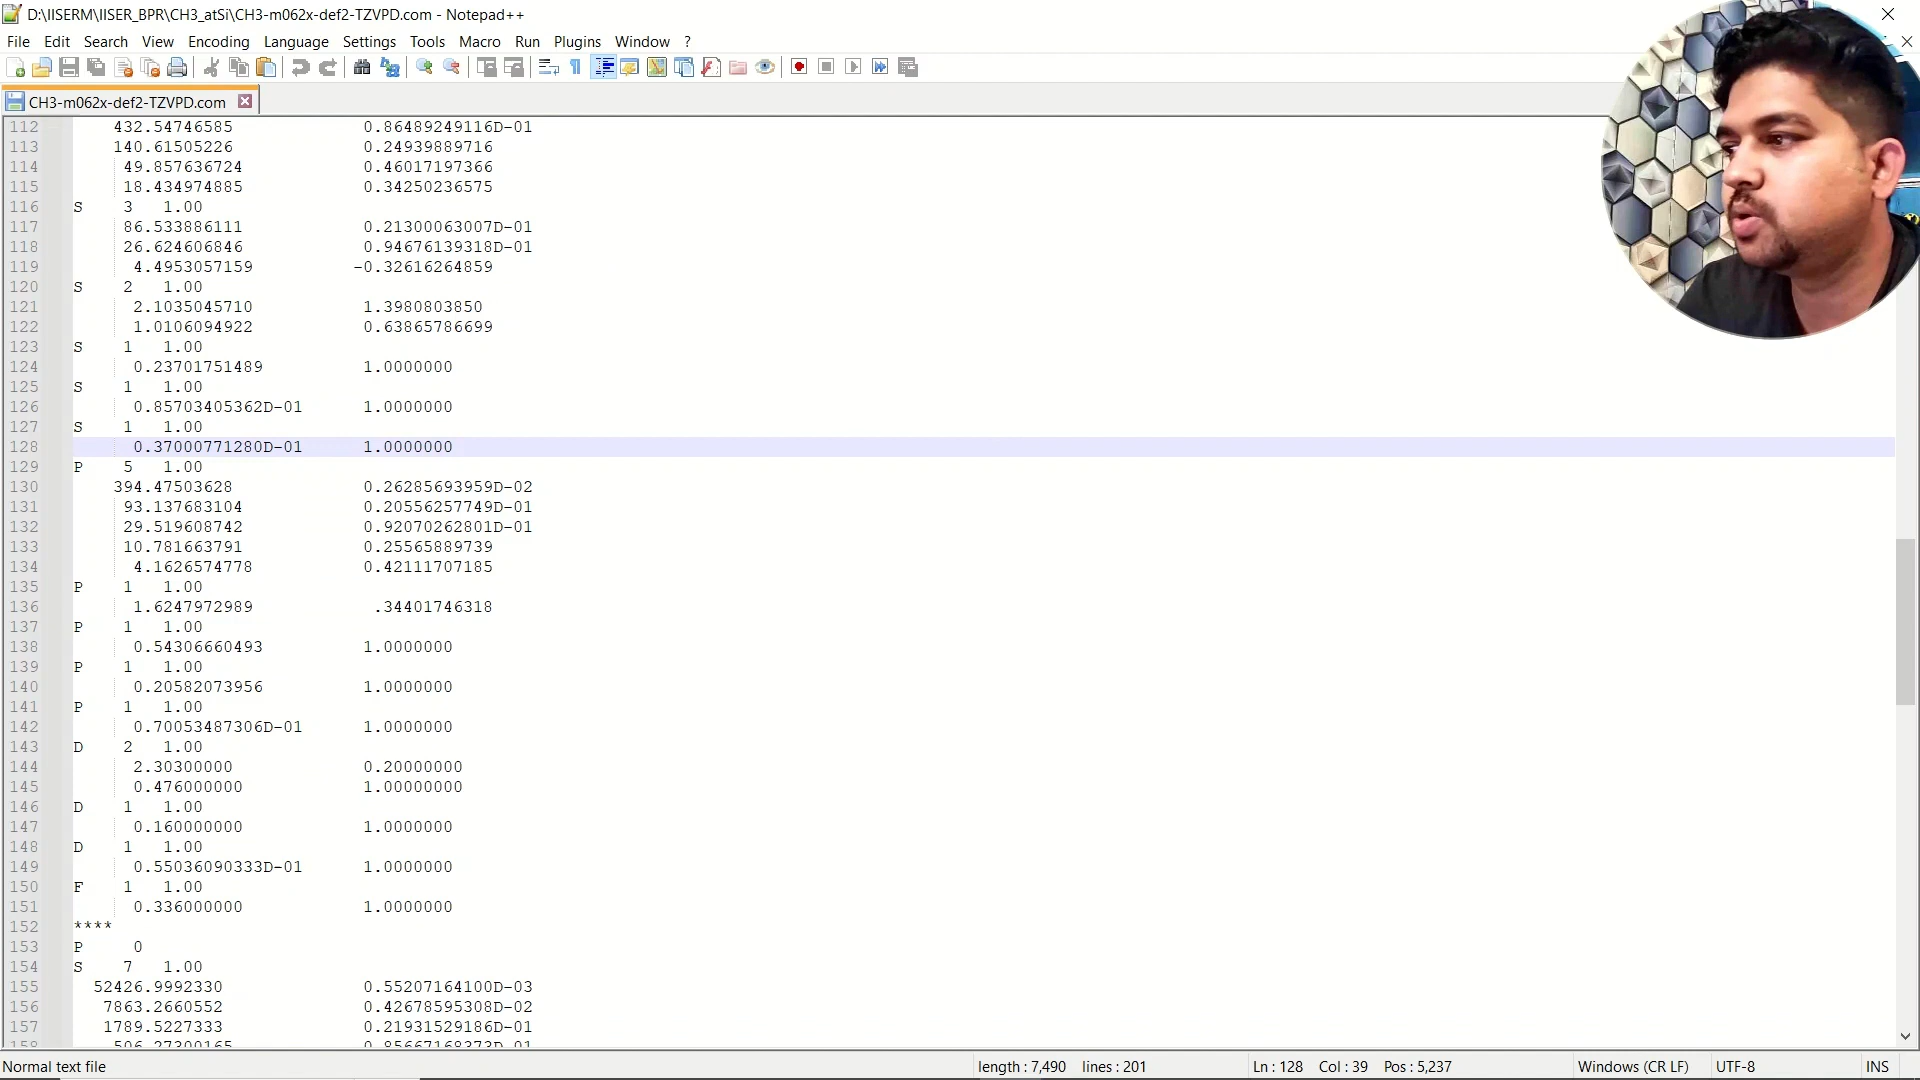 D:\IISERM\IISER_BPR\CH3_atSi\CH3-m062x-def2-TZVPD.com - Notepad++
File Edit Search View Encoding Language Settings Tools Macro Run Plugins Window ?
CH3-m062x-def2-TZVPD.com
112 432.54746585 0.86489249116D-01
113 140.61505226 0.24939889716
114 49.857636724 0.46017197366
115 18.434974885 0.34250236575
116 S 3 1.00
117 86.533886111 0.21300063007D-01
118 26.624606846 0.94676139318D-01
119 4.4953057159 -0.32616264859
120 S 2 1.00
121 2.1035045710 1.3980803850
122 1.0106094922 0.63865786699
123 S 1 1.00
124 0.23701751489 1.0000000
125 S 1 1.00
126 0.85703405362D-01 1.0000000
127 S 1 1.00
128 0.37000771280D-01 1.0000000
129 P 5 1.00
130 394.47503628 0.26285693959D-02
131 93.137683104 0.20556257749D-01
132 29.519608742 0.92070262801D-01
133 10.781663791 0.25565889739
134 4.1626574778 0.42111707185
135 P 1 1.00
136 1.6247972989 .34401746318
137 P 1 1.00
138 0.54306660493 1.0000000
139 P 1 1.00
140 0.20582073956 1.0000000
141 P 1 1.00
142 0.70053487306D-01 1.0000000
143 D 2 1.00
144 2.30300000 0.20000000
145 0.476000000 1.00000000
146 D 1 1.00
147 0.160000000 1.0000000
148 D 1 1.00
149 0.55036090333D-01 1.0000000
150 F 1 1.00
151 0.336000000 1.0000000
152 ****
153 P 0
154 S 7 1.00
155 52426.9992330 0.55207164100D-03
156 7863.2660552 0.42678595308D-02
157 1789.5227333 0.21931529186D-01
158 506.27300165 0.85667168373D-01
Normal text file length : 7,490 lines : 201 Ln : 128 Col : 39 Pos : 5,237 Windows (CR LF) UTF-8 INS